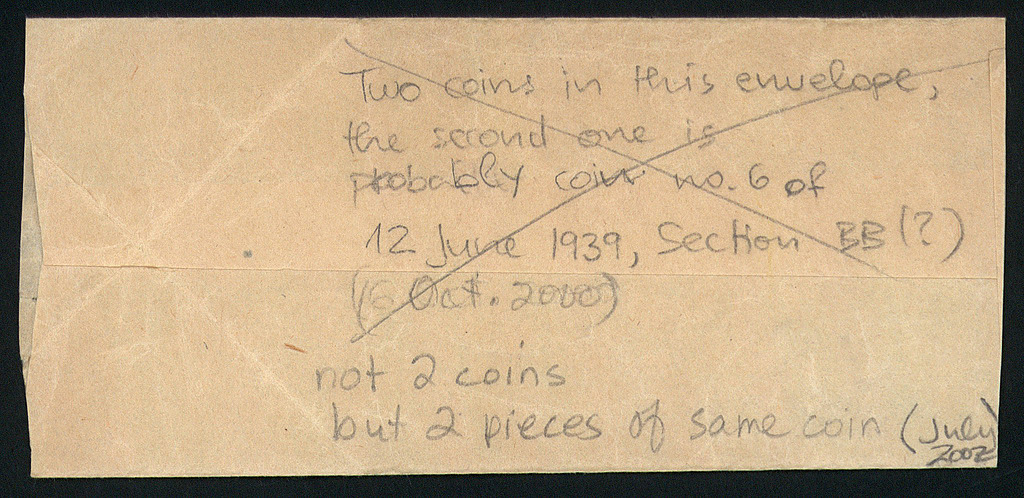 Two coins in this envelope,
the second one is
probably coin no. 6 of
12 June 1939, Section BB (?)
(16 Oct. 2000)
not 2 coins
but 2 pieces of same coin (July
2002